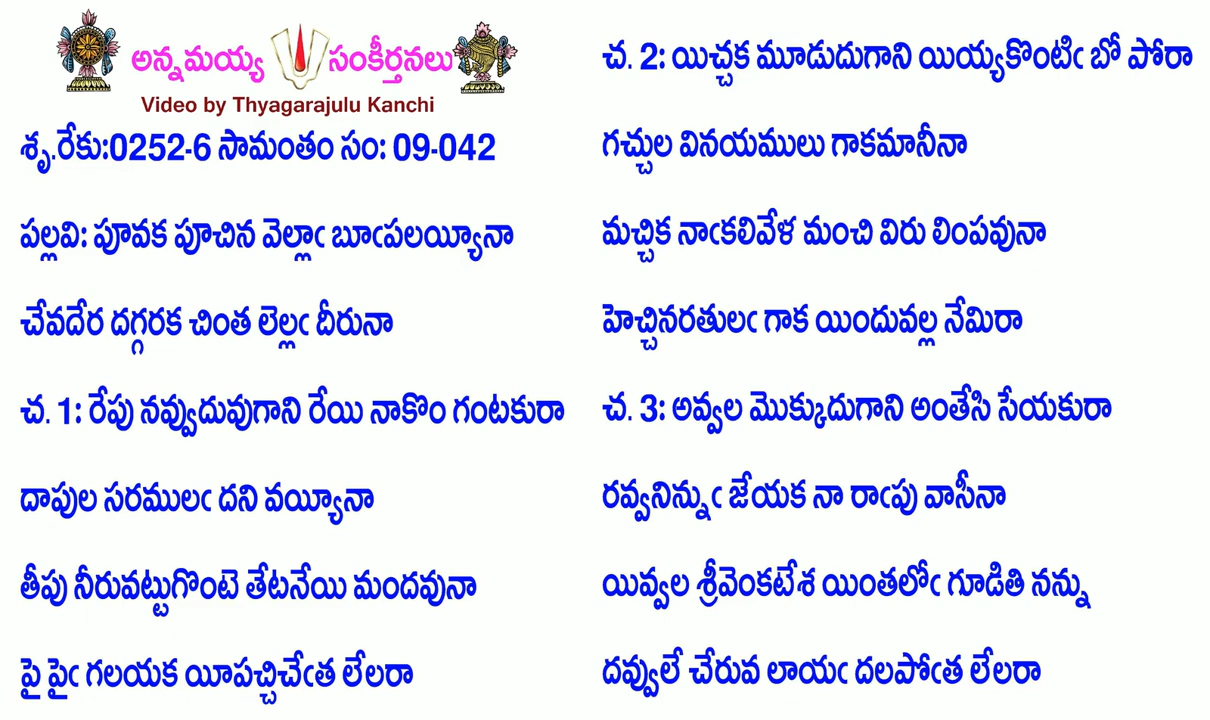 అన్నమయ్య సంకీర్తనలు
Video by Thyagarajulu Kanchi
శృ.రేకు:0252-6 సామంతం సం: 09-042
పల్లవి: పూవక పూచిన వెల్లాఁ బూఁపలయ్యీనా
చేవదేర దగ్గరక చింత లెల్లఁ దీరునా
చ. 1: రేపు నవ్వుదువుగాని రేయి నాకొం గంటకురా
దాపుల సరములఁ దని వయ్యీనా
తీపు నీరువట్టుగొంటె తేటనేయి మందవునా
పై పైఁ గలయక యీపచ్చిచేఁత లేలరా
చ. 2: యిచ్చక మూడుదుగాని యియ్యకొంటిఁ బో పోరా
గచ్చుల వినయములు గాకమానీనా
మచ్చిక నాఁకలివేళ మంచి విరు లింపవునా
హెచ్చినరతులఁ గాక యిందువల్ల నేమిరా
చ. 3: అవ్వల మొక్కుదుగాని అంతేసి సేయకురా
రవ్వనిన్నుఁ జేయక నా రాఁపు వాసీనా
యివ్వల శ్రీవెంకటేశ యింతలోఁ గూడితి నన్ను
దవ్వులే చేరువ లాయఁ దలపోఁత లేలరా